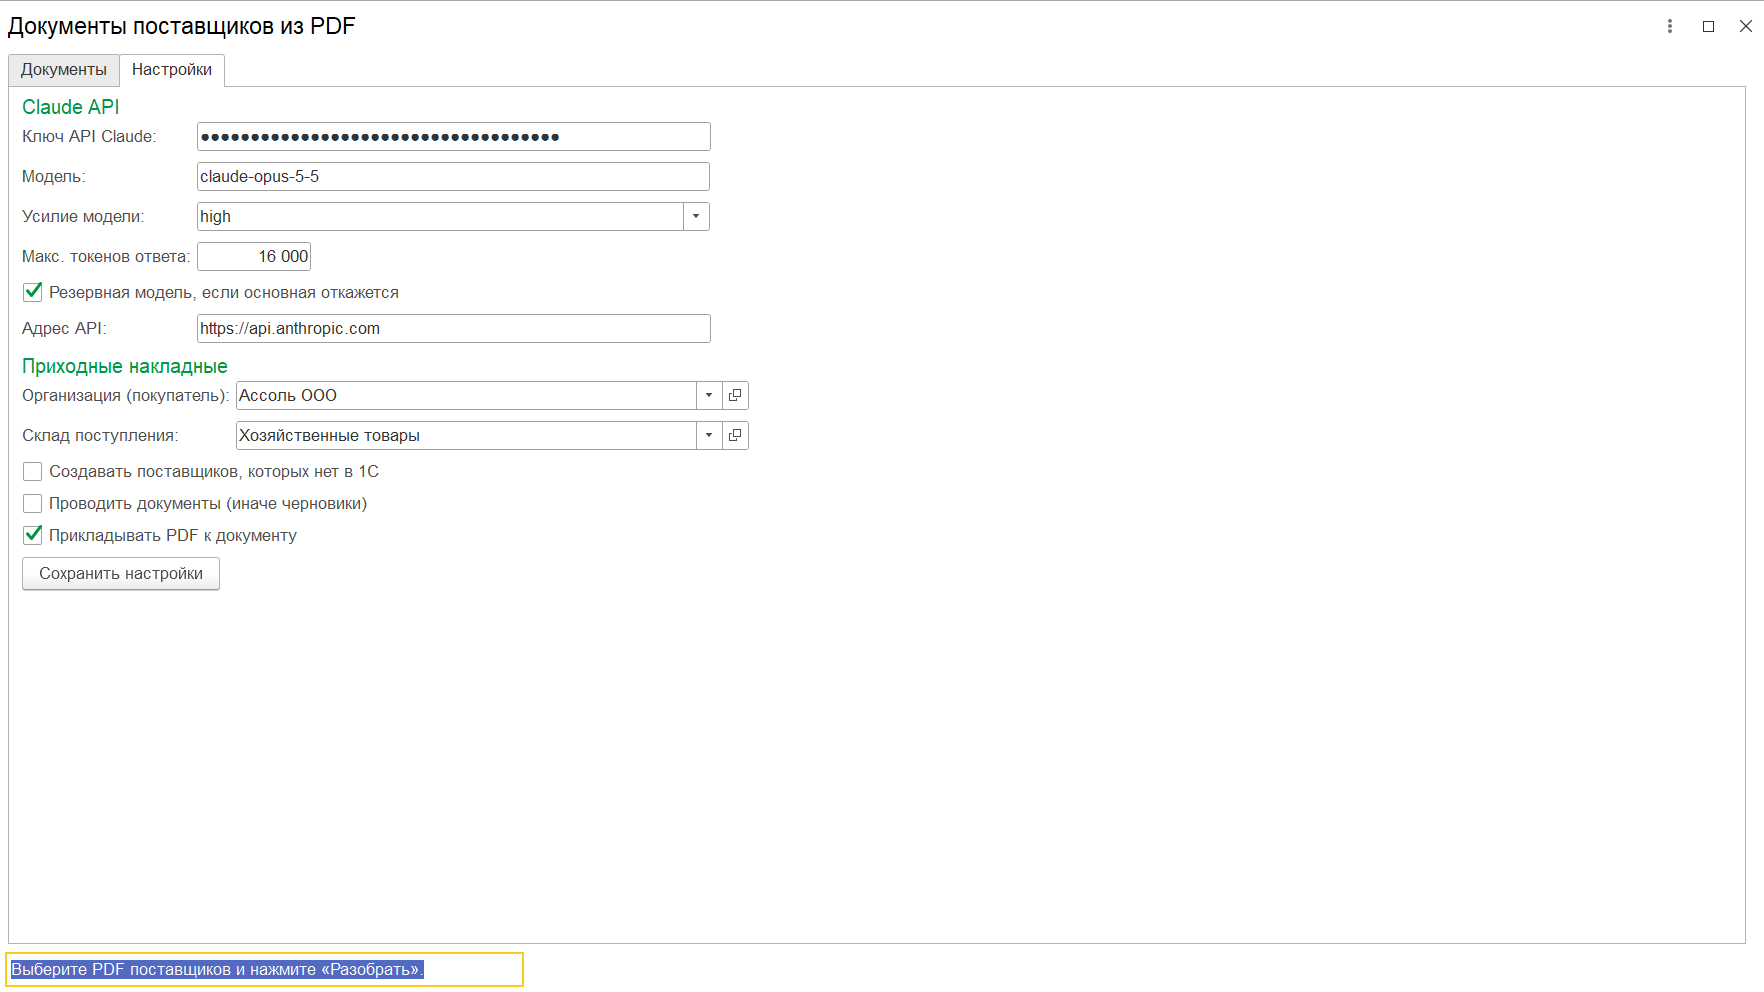 Документы поставщиков из PDF
Документы
Настройки
Claude API
Ключ API Claude:
Модель: claude-opus-5-5
Усилие модели: high
Макс. токенов ответа: 16 000
Резервная модель, если основная откажется
Адрес API: https://api.anthropic.com
Приходные накладные
Организация (покупатель): Ассоль ООО
Склад поступления: Хозяйственные товары
Создавать поставщиков, которых нет в 1С
Проводить документы (иначе черновики)
Прикладывать PDF к документу
Сохранить настройки
Выберите PDF поставщиков и нажмите «Разобрать».